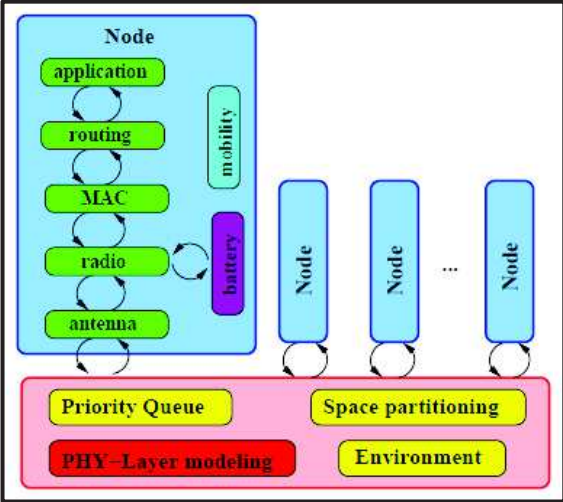 Node
application
routing
MAC
radio
antenna
mobility
battery
Node
Node
...
Node
Priority Queue
Space partitioning
PHY-Layer modeling
Environment